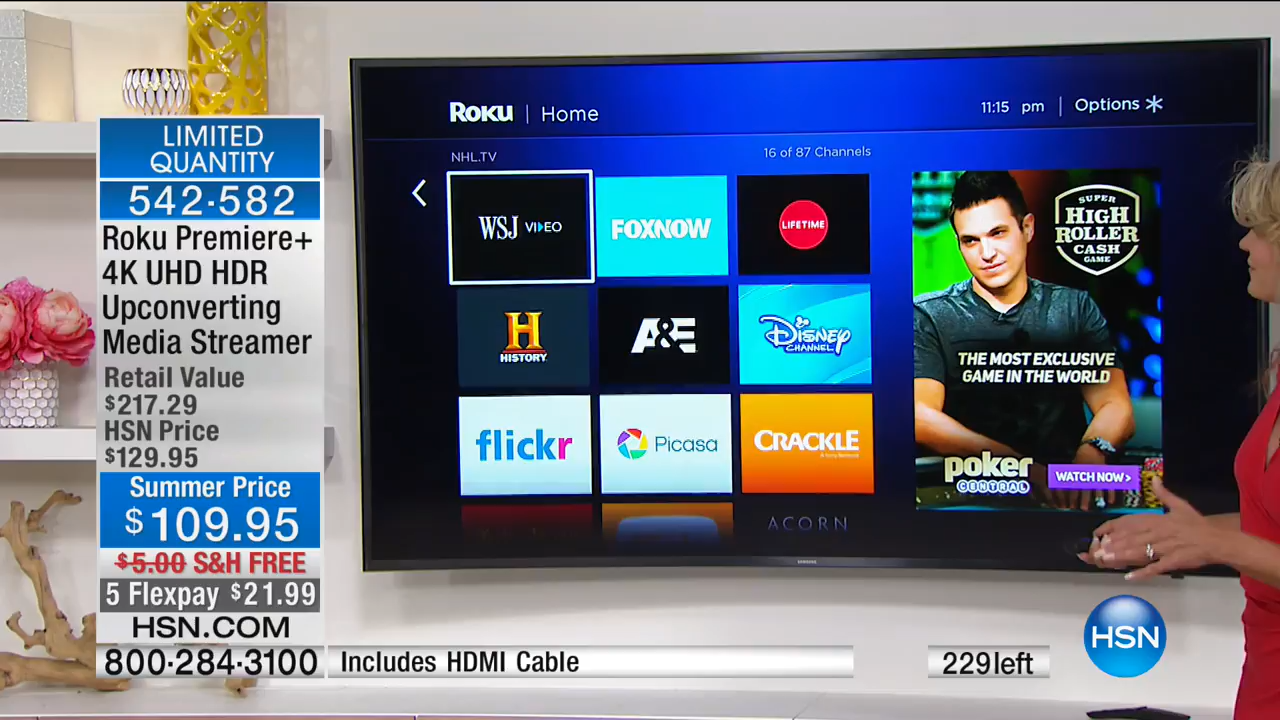 LIMITED
QUANTITY
542-582
Roku Premiere+
4K UHD HDR
Upconverting
Media Streamer
Retail Value
$217.29
HSN Price
$129.95
Summer Price
$109.95
$5.00 S&H FREE
5 Flexpay $21.99
HSN.COM
800·284·3100
Includes HDMI Cable
229 left
HSN
Roku | Home
11:15 pm | Options
NHL.TV
16 of 87 Channels
WSJ VIDEO
FOXNOW
LIFETIME
H
HISTORY
A&E
Disney
CHANNEL
flickr
Picasa
CRACKLE
ACORN
SUPER
HIGH
ROLLER
CASH
GAME
THE MOST EXCLUSIVE
GAME IN THE WORLD
poker
CENTRAL
WATCH NOW >
SAMSUNG